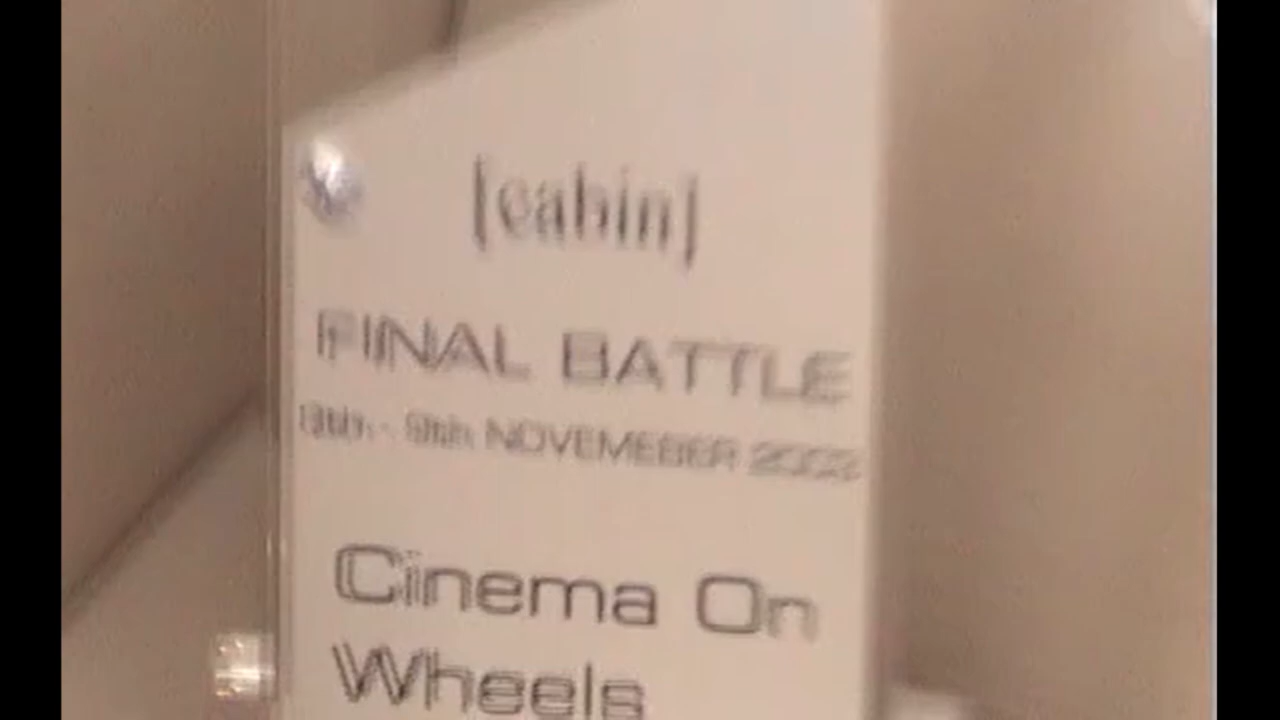 [cabin]
FINAL BATTLE
NOVEMEBER
Cinema On
Wheels